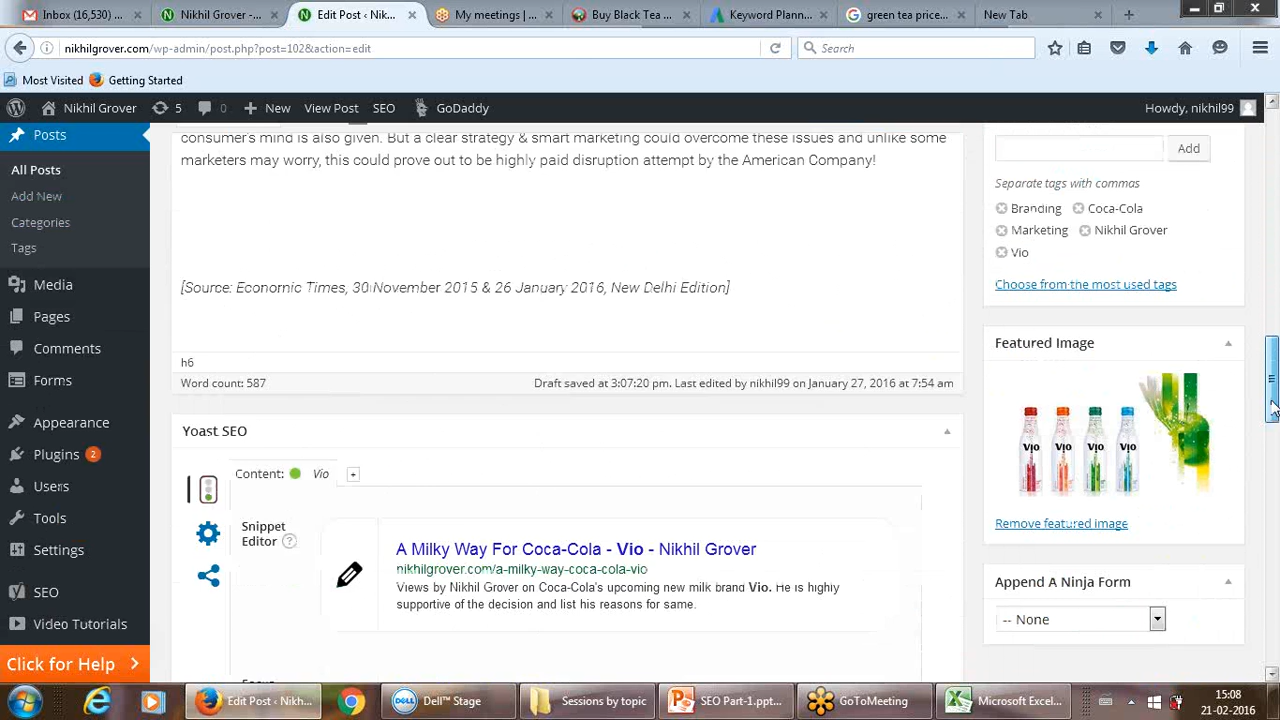 Inbox (16,530)
Nikhil Grover -
Edit Post ‹ Nik...
My meetings |
Buy Black Tea ...
Keyword Plann...
green tea price...
New Tab
nikhilgrover.com/wp-admin/post.php?post=102&action=edit
Search
Most Visited
Getting Started
Nikhil Grover
5
0
New
View Post
SEO
GoDaddy
Howdy, nikhil99
Posts
All Posts
Add New
Categories
Tags
Media
Pages
Comments
Forms
Appearance
Plugins 2
Users
Tools
Settings
SEO
Video Tutorials
Click for Help
consumer's mind is also given. But a clear strategy & smart marketing could overcome these issues and unlike some
marketers may worry, this could prove out to be highly paid disruption attempt by the American Company!
[Source: Economic Times, 30 November 2015 & 26 January 2016, New Delhi Edition]
h6
Word count: 587
Draft saved at 3:07:20 pm. Last edited by nikhil99 on January 27, 2016 at 7:54 am
Yoast SEO
Content: Vio +
Snippet
Editor ?
A Milky Way For Coca-Cola - Vio - Nikhil Grover
nikhilgrover.com/a-milky-way-coca-cola-vio
Views by Nikhil Grover on Coca-Cola's upcoming new milk brand Vio. He is highly
supportive of the decision and list his reasons for same.
Add
Separate tags with commas
Branding
Coca-Cola
Marketing
Nikhil Grover
Vio
Choose from the most used tags
Featured Image
vio vio vio vio
Remove featured image
Append A Ninja Form
-- None
Edit Post ‹ Nikh...
Dell™ Stage
Sessions by topic
SEO Part-1.ppt...
GoToMeeting
Microsoft Excel...
15:08
21-02-2016